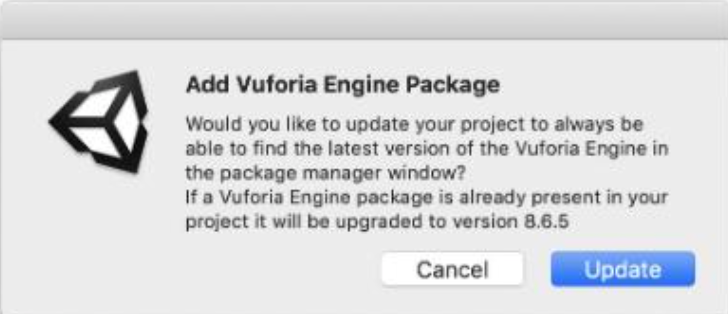 Add Vuforia Engine Package
Would you like to update your project to always be
able to find the latest version of the Vuforia Engine in
the package manager window?
If a Vuforia Engine package is already present in your
project it will be upgraded to version 8.6.5
Cancel
Update